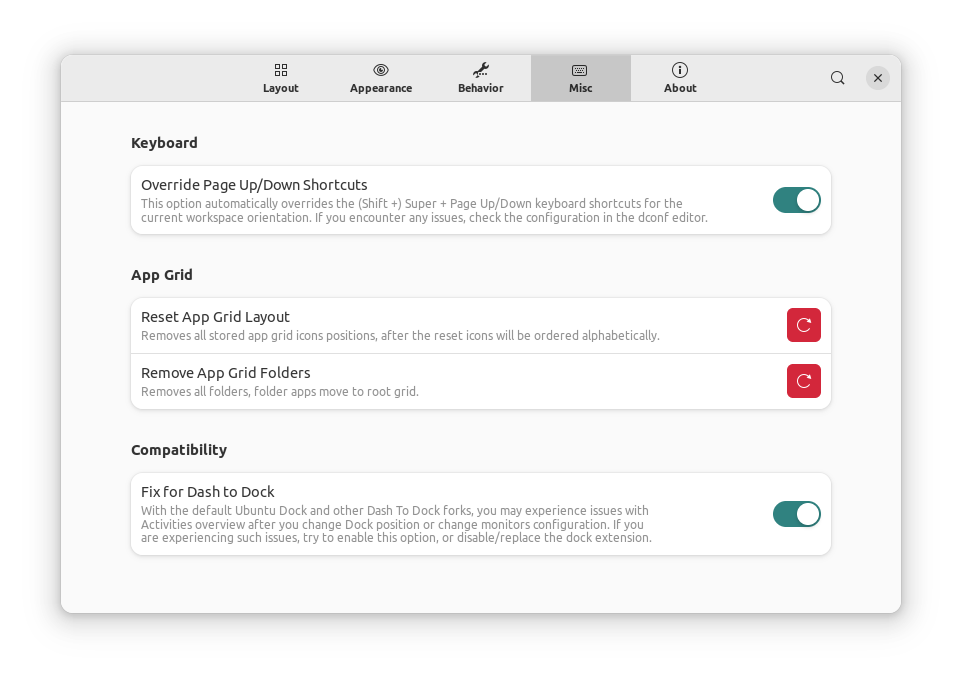 Layout
Appearance
Behavior
Misc
About
Keyboard
Override Page Up/Down Shortcuts
This option automatically overrides the (Shift +) Super + Page Up/Down keyboard shortcuts for the
current workspace orientation. If you encounter any issues, check the configuration in the dconf editor.
App Grid
Reset App Grid Layout
Removes all stored app grid icons positions, after the reset icons will be ordered alphabetically.
Remove App Grid Folders
Removes all folders, folder apps move to root grid.
Compatibility
Fix for Dash to Dock
With the default Ubuntu Dock and other Dash To Dock forks, you may experience issues with
Activities overview after you change Dock position or change monitors configuration. If you
are experiencing such issues, try to enable this option, or disable/replace the dock extension.